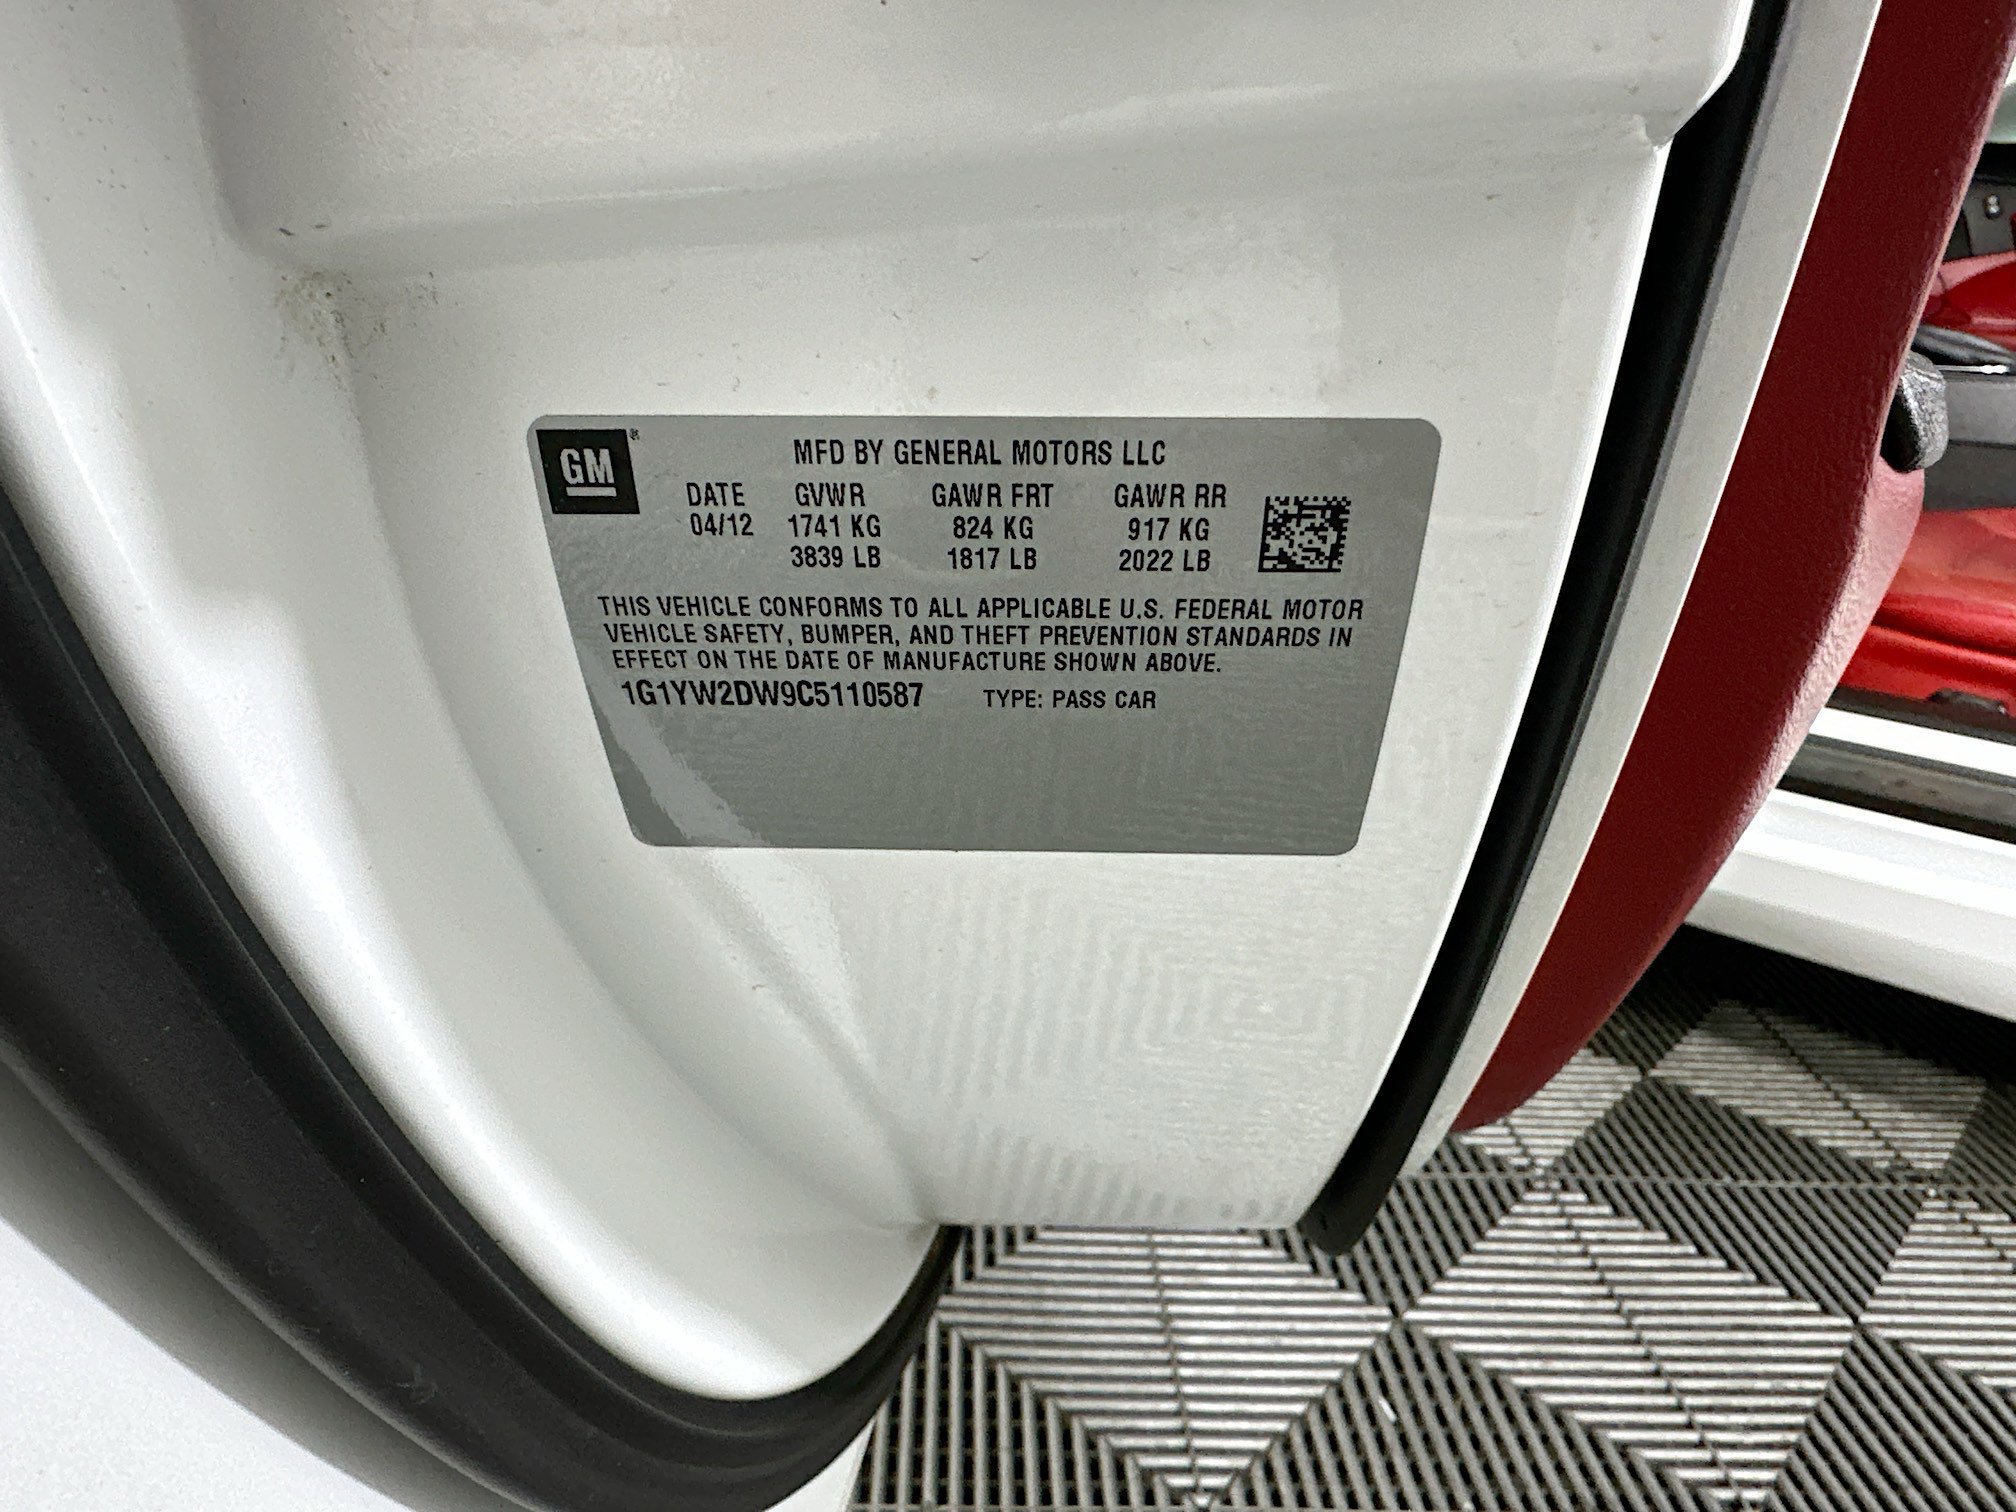 GM®
MFD BY GENERAL MOTORS LLC
DATE GVWR GAWR FRT GAWR RR
04/12 1741 KG 824 KG 917 KG
3839 LB 1817 LB 2022 LB
THIS VEHICLE CONFORMS TO ALL APPLICABLE U.S. FEDERAL MOTOR
VEHICLE SAFETY, BUMPER, AND THEFT PREVENTION STANDARDS IN
EFFECT ON THE DATE OF MANUFACTURE SHOWN ABOVE.
1G1YW2DW9C5110587 TYPE: PASS CAR